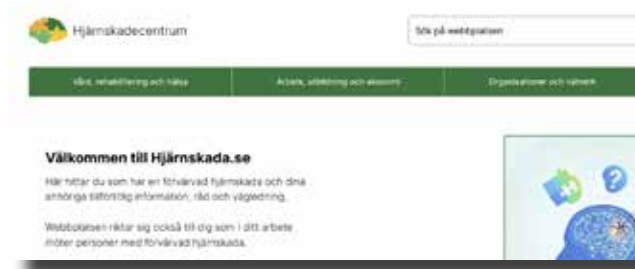 Hjärnskadecentrum
Sök på webbplatsen
Vård, rehabilitering och hälsa
Arbete, utbildning och ekonomi
Organisationer och nätverk
Välkommen till Hjärnskada.se
Här hittar du som har en förvärvad hjärnskada och dina
anhöriga tillförlitlig information, råd och vägledning.
Webbplatsen riktar sig också till dig som i ditt arbete
möter personer med förvärvad hjärnskada.
?